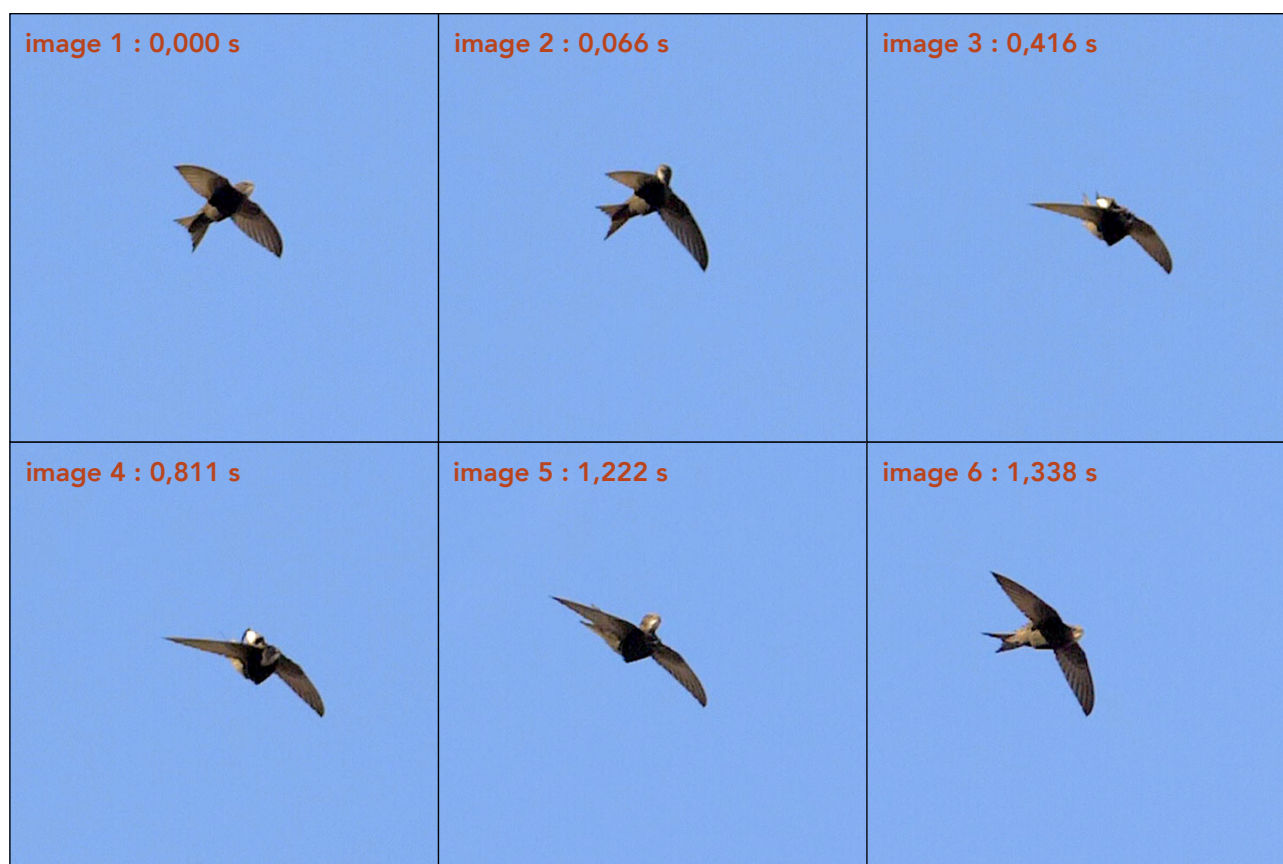 image 1 : 0,000 s
image 2 : 0,066 s
image 3 : 0,416 s
image 4 : 0,811 s
image 5 : 1,222 s
image 6 : 1,338 s